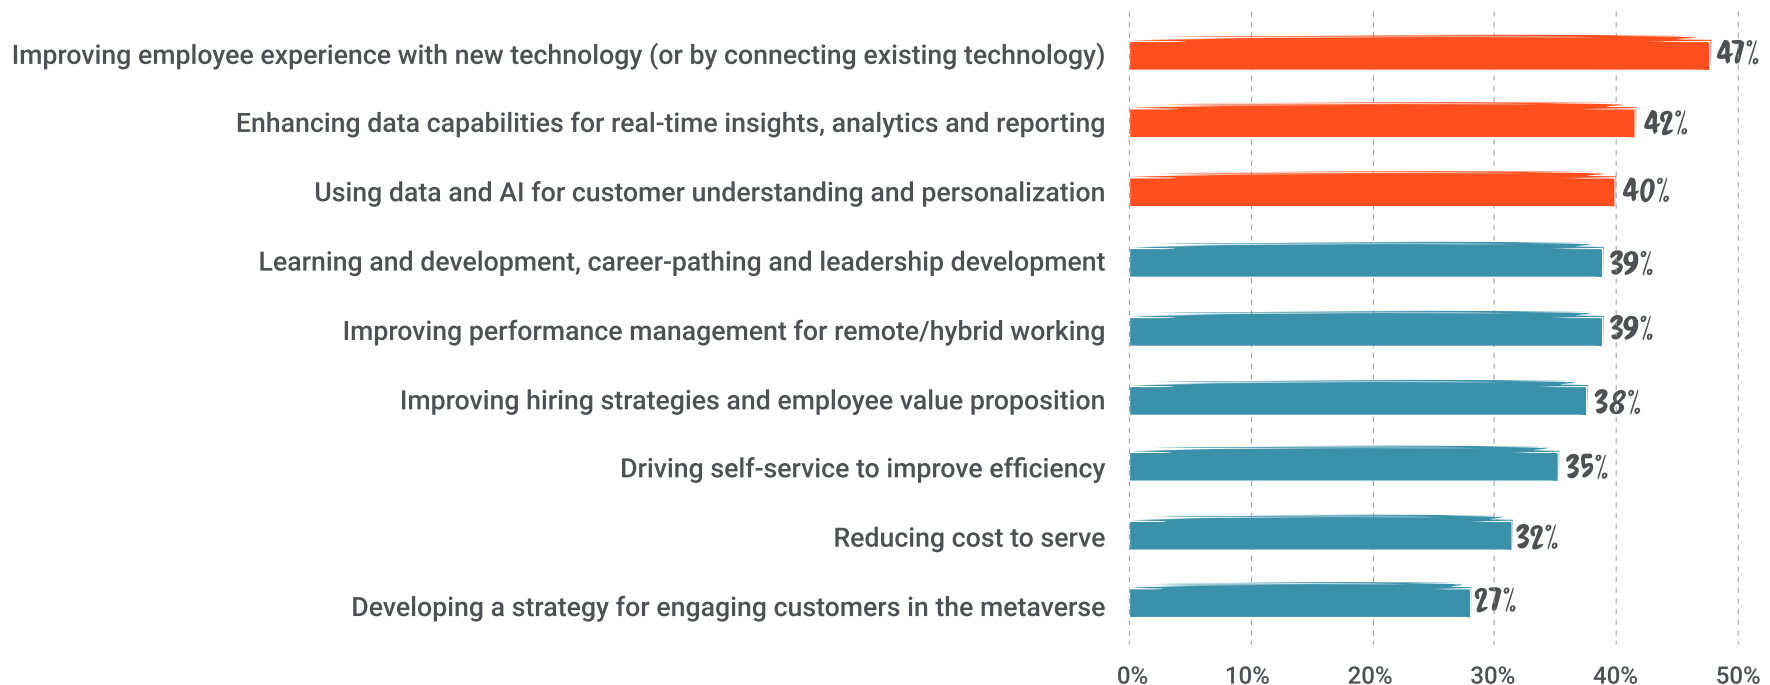 Improving employee experience with new technology (or by connecting existing technology) 47%
Enhancing data capabilities for real-time insights, analytics and reporting 42%
Using data and AI for customer understanding and personalization 40%
Learning and development, career-pathing and leadership development 39%
Improving performance management for remote/hybrid working 39%
Improving hiring strategies and employee value proposition 38%
Driving self-service to improve efficiency 35%
Reducing cost to serve 32%
Developing a strategy for engaging customers in the metaverse 27%
0% 10% 20% 30% 40% 50%